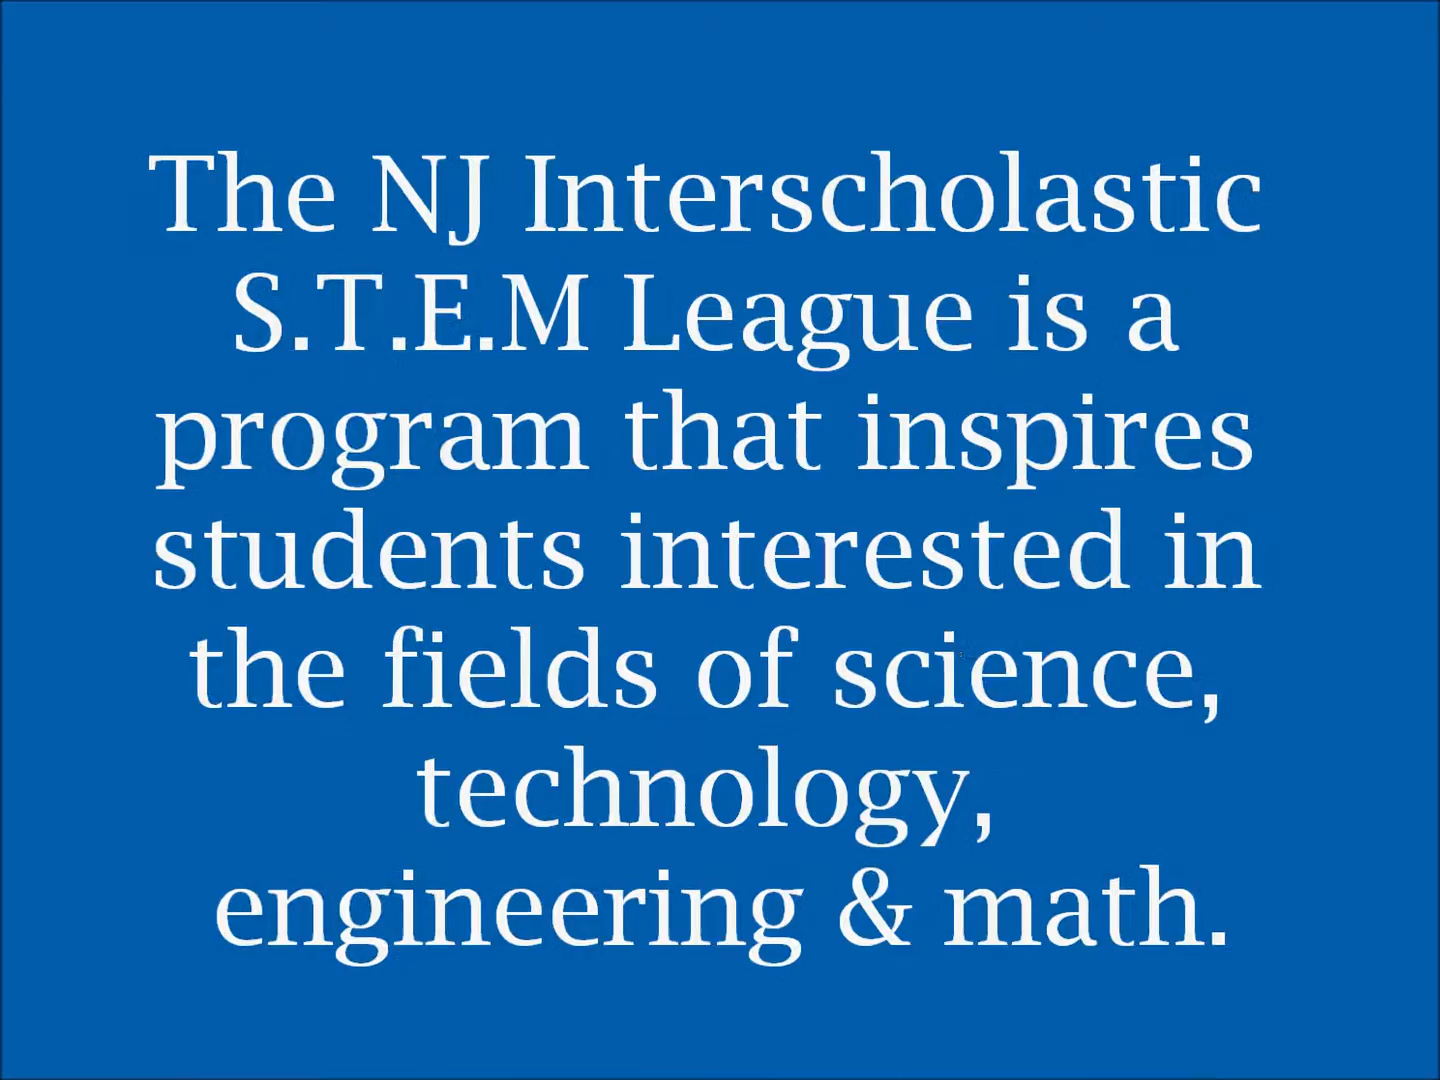 The NJ Interscholastic
S.T.E.M League is a
program that inspires
students interested in
the fields of science,
technology,
engineering & math.